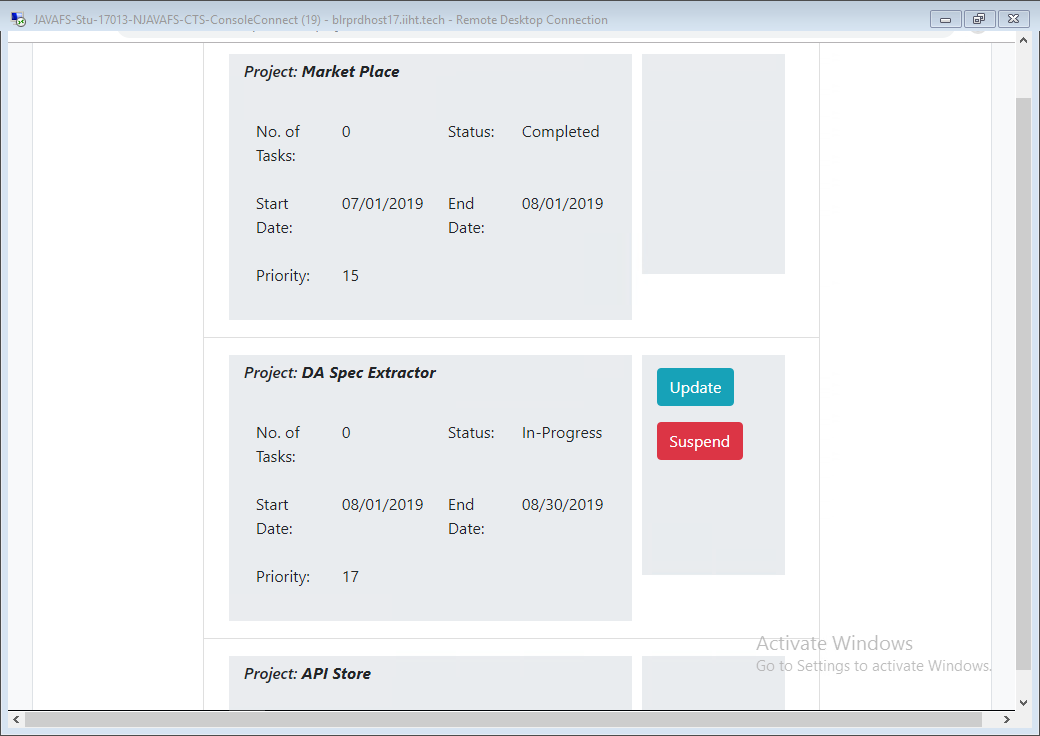 JAVAFS-Stu-17013-NJAVAFS-CTS-ConsoleConnect (19) - blrprdhost17.iiht.tech - Remote Desktop Connection
Project: Market Place
No. of Tasks: 0 Status: Completed
Start Date: 07/01/2019 End Date: 08/01/2019
Priority: 15
Project: DA Spec Extractor
Update
Suspend
No. of Tasks: 0 Status: In-Progress
Start Date: 08/01/2019 End Date: 08/30/2019
Priority: 17
Activate Windows
Go to Settings to activate Windows.
Project: API Store